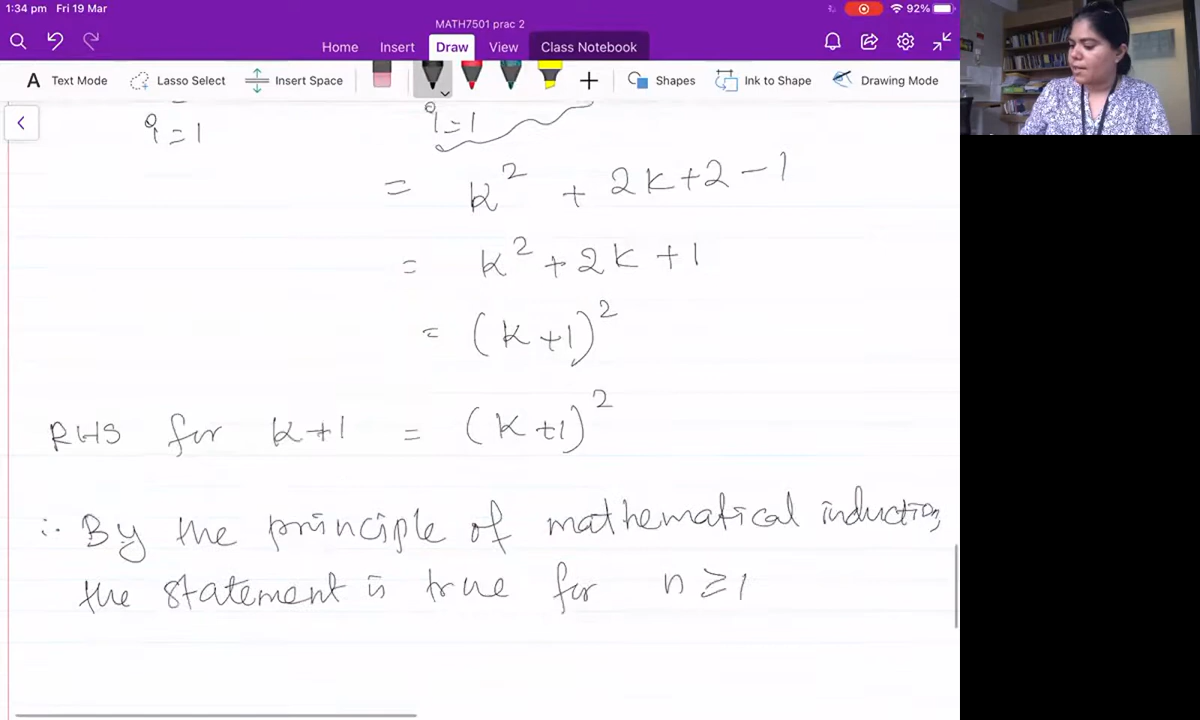 1:34 pm Fri 19 Mar
92%
MATH7501 prac 2
Home Insert Draw View Class Notebook
A Text Mode Lasso Select Insert Space Shapes Ink to Shape Drawing Mode
i=1 i=1
= k² + 2k+2-1
= k² + 2k +1
= (k+1)²
RHS for k+1 = (k+1)²
∴ By the principle of mathematical induction,
the statement is true for n ≥ 1